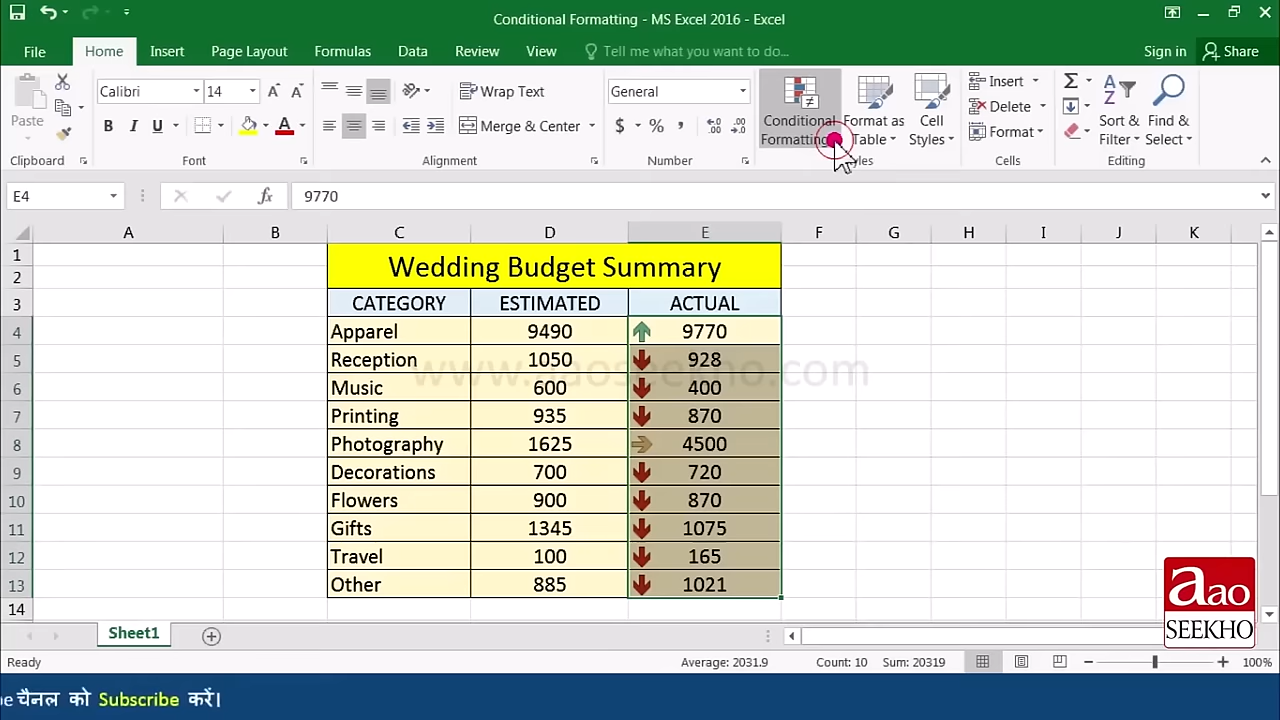 Conditional Formatting - MS Excel 2016 - Excel
File Home Insert Page Layout Formulas Data Review View Tell me what you want to do... Sign in Share
Paste Calibri 14 B I U Wrap Text Merge & Center General $ % , Conditional Formatting Format as Table Cell Styles Insert Delete Format Sort & Filter Find & Select
Clipboard Font Alignment Number Cells Editing
E4 fx 9770
A B C D E F G H I J K
1 Wedding Budget Summary
2
3 CATEGORY ESTIMATED ACTUAL
4 Apparel 9490 9770
5 Reception 1050 928
www.aaoseekho.com
6 Music 600 400
7 Printing 935 870
8 Photography 1625 4500
9 Decorations 700 720
10 Flowers 900 870
11 Gifts 1345 1075
12 Travel 100 165
13 Other 885 1021
14
aao
SEEKHO
Sheet1
Ready Average: 2031.9 Count: 10 Sum: 20319 100%
चैनल को Subscribe करें।